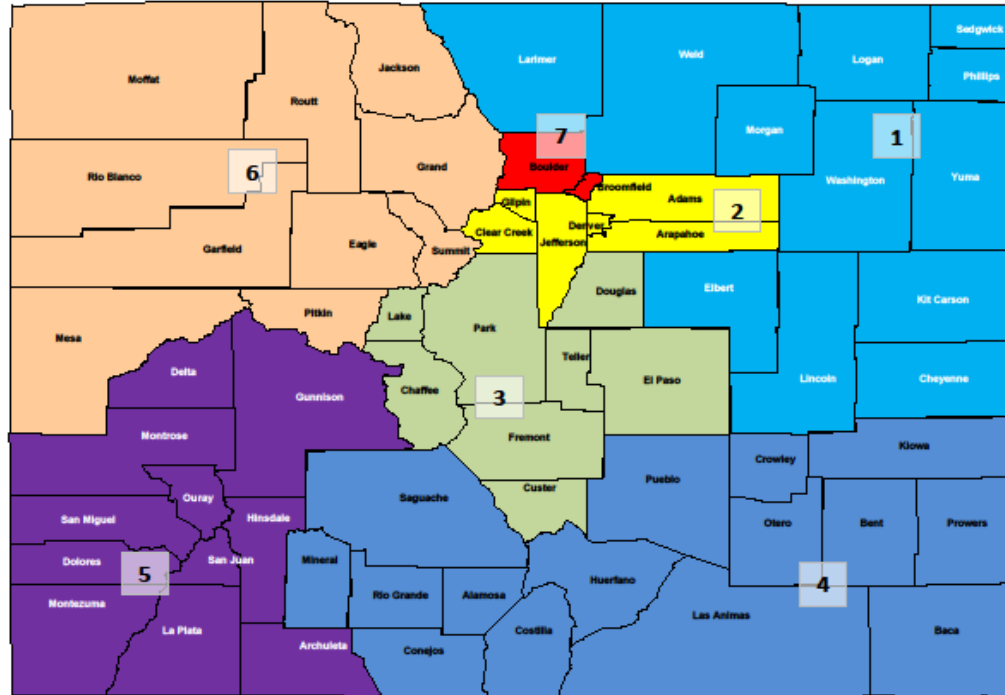 Sedgwick
Larimer
Weld
Logan
Jackson
Phillips
Moffat
Routt
7
Morgan
1
Grand
Boulder
6
Rio Blanco
Washington
Yuma
Broomfield
Gilpin
Adams
2
Denver
Clear Creek
Arapahoe
Jefferson
Garfield
Eagle
Summit
Elbert
Douglas
Kit Carson
Pitkin
Lake
Park
Mesa
Teller
Delta
El Paso
Lincoln
Cheyenne
Chaffee
Gunnison
3
Montrose
Fremont
Kiowa
Crowley
Pueblo
Custer
Saguache
Ouray
Hinsdale
San Miguel
Otero
Bent
Prowers
San Juan
Mineral
Dolores
5
Huerfano
4
Rio Grande
Alamosa
Montezuma
Las Animas
La Plata
Costilla
Baca
Archuleta
Conejos